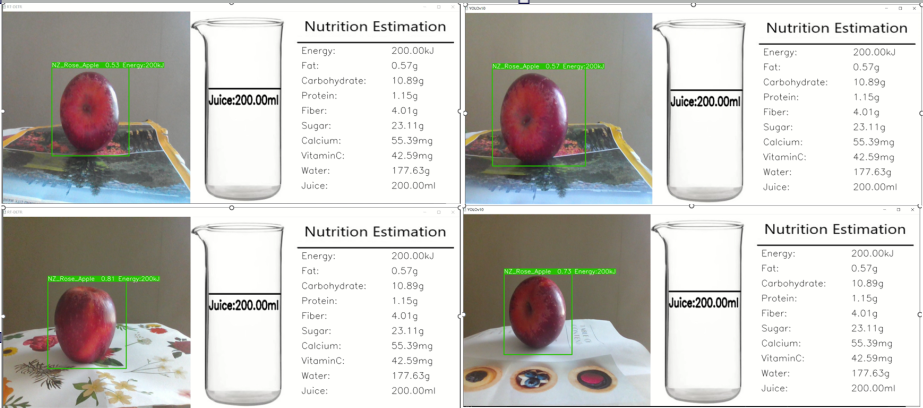 NZ_Rose_Apple 0.53 Energy:200kJ
Juice:200.00ml
Nutrition Estimation
Energy: 200.00kJ
Fat: 0.57g
Carbohydrate: 10.89g
Protein: 1.15g
Fiber: 4.01g
Sugar: 23.11g
Calcium: 55.39mg
VitaminC: 42.59mg
Water: 177.63g
Juice: 200.00ml
NZ_Rose_Apple 0.57 Energy:200kJ
Juice:200.00ml
Nutrition Estimation
Energy: 200.00kJ
Fat: 0.57g
Carbohydrate: 10.89g
Protein: 1.15g
Fiber: 4.01g
Sugar: 23.11g
Calcium: 55.39mg
VitaminC: 42.59mg
Water: 177.63g
Juice: 200.00ml
NZ_Rose_Apple 0.81 Energy:200kJ
Juice:200.00ml
Nutrition Estimation
Energy: 200.00kJ
Fat: 0.57g
Carbohydrate: 10.89g
Protein: 1.15g
Fiber: 4.01g
Sugar: 23.11g
Calcium: 55.39mg
VitaminC: 42.59mg
Water: 177.63g
Juice: 200.00ml
NZ_Rose_Apple 0.73 Energy:200kJ
Juice:200.00ml
Nutrition Estimation
Energy: 200.00kJ
Fat: 0.57g
Carbohydrate: 10.89g
Protein: 1.15g
Fiber: 4.01g
Sugar: 23.11g
Calcium: 55.39mg
VitaminC: 42.59mg
Water: 177.63g
Juice: 200.00ml